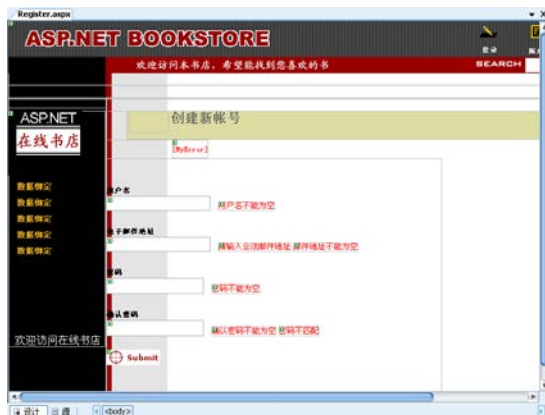 Register.aspx
ASP.NET BOOKSTORE
登录
欢迎访问本书店，希望能找到您喜欢的书
SEARCH
ASP.NET
在线书店
创建新帐号
[MyError]
数据绑定
数据绑定
数据绑定
数据绑定
数据绑定
用户名
用户名不能为空
电子邮件地址
请输入合法邮件地址 邮件地址不能为空
密码
密码不能为空
确认密码
确认密码不能为空 密码不匹配
Submit
欢迎访问在线书店
设计
源
<body>